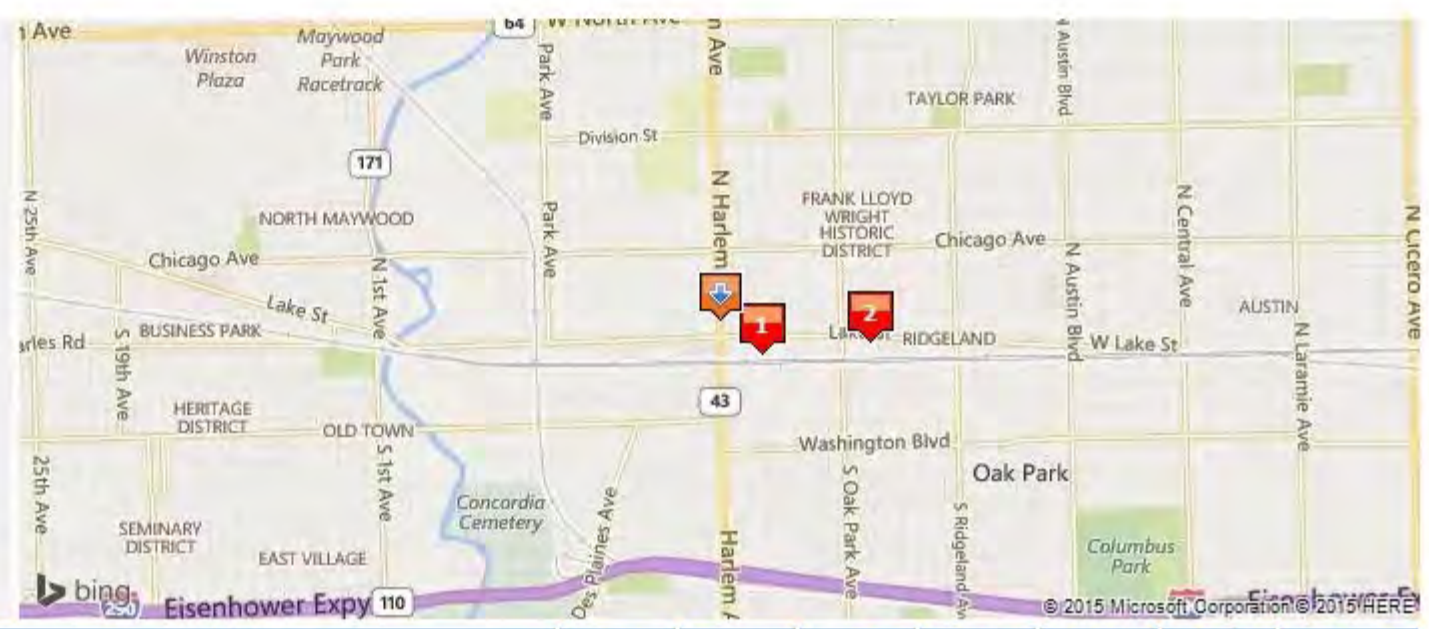 Ave
64
W North Ave
n Ave
N Austin Blvd
Winston
Plaza
Maywood
Park
Racetrack
Park Ave
TAYLOR PARK
Division St
171
N 25th Ave
NORTH MAYWOOD
N Harlem
FRANK LLOYD
WRIGHT
HISTORIC
DISTRICT
Chicago Ave
N Central Ave
N Cicero Ave
Park Ave
Chicago Ave
N 1st Ave
N Austin Blvd
Lake St
1
2
AUSTIN
BUSINESS PARK
arles Rd
S 19th Ave
Lake St
RIDGELAND
W Lake St
N Laramie Ave
43
HERITAGE
DISTRICT
OLD TOWN
Washington Blvd
25th Ave
S 1st Ave
S Oak Park Ave
Oak Park
Concordia
Cemetery
Des Plaines Ave
S Ridgeland Av
SEMINARY
DISTRICT
EAST VILLAGE
Harlem A
Columbus
Park
bing
290
Eisenhower Expy
110
© 2015 Microsoft Corporation © 2015 HERE
Eisenhower Ex